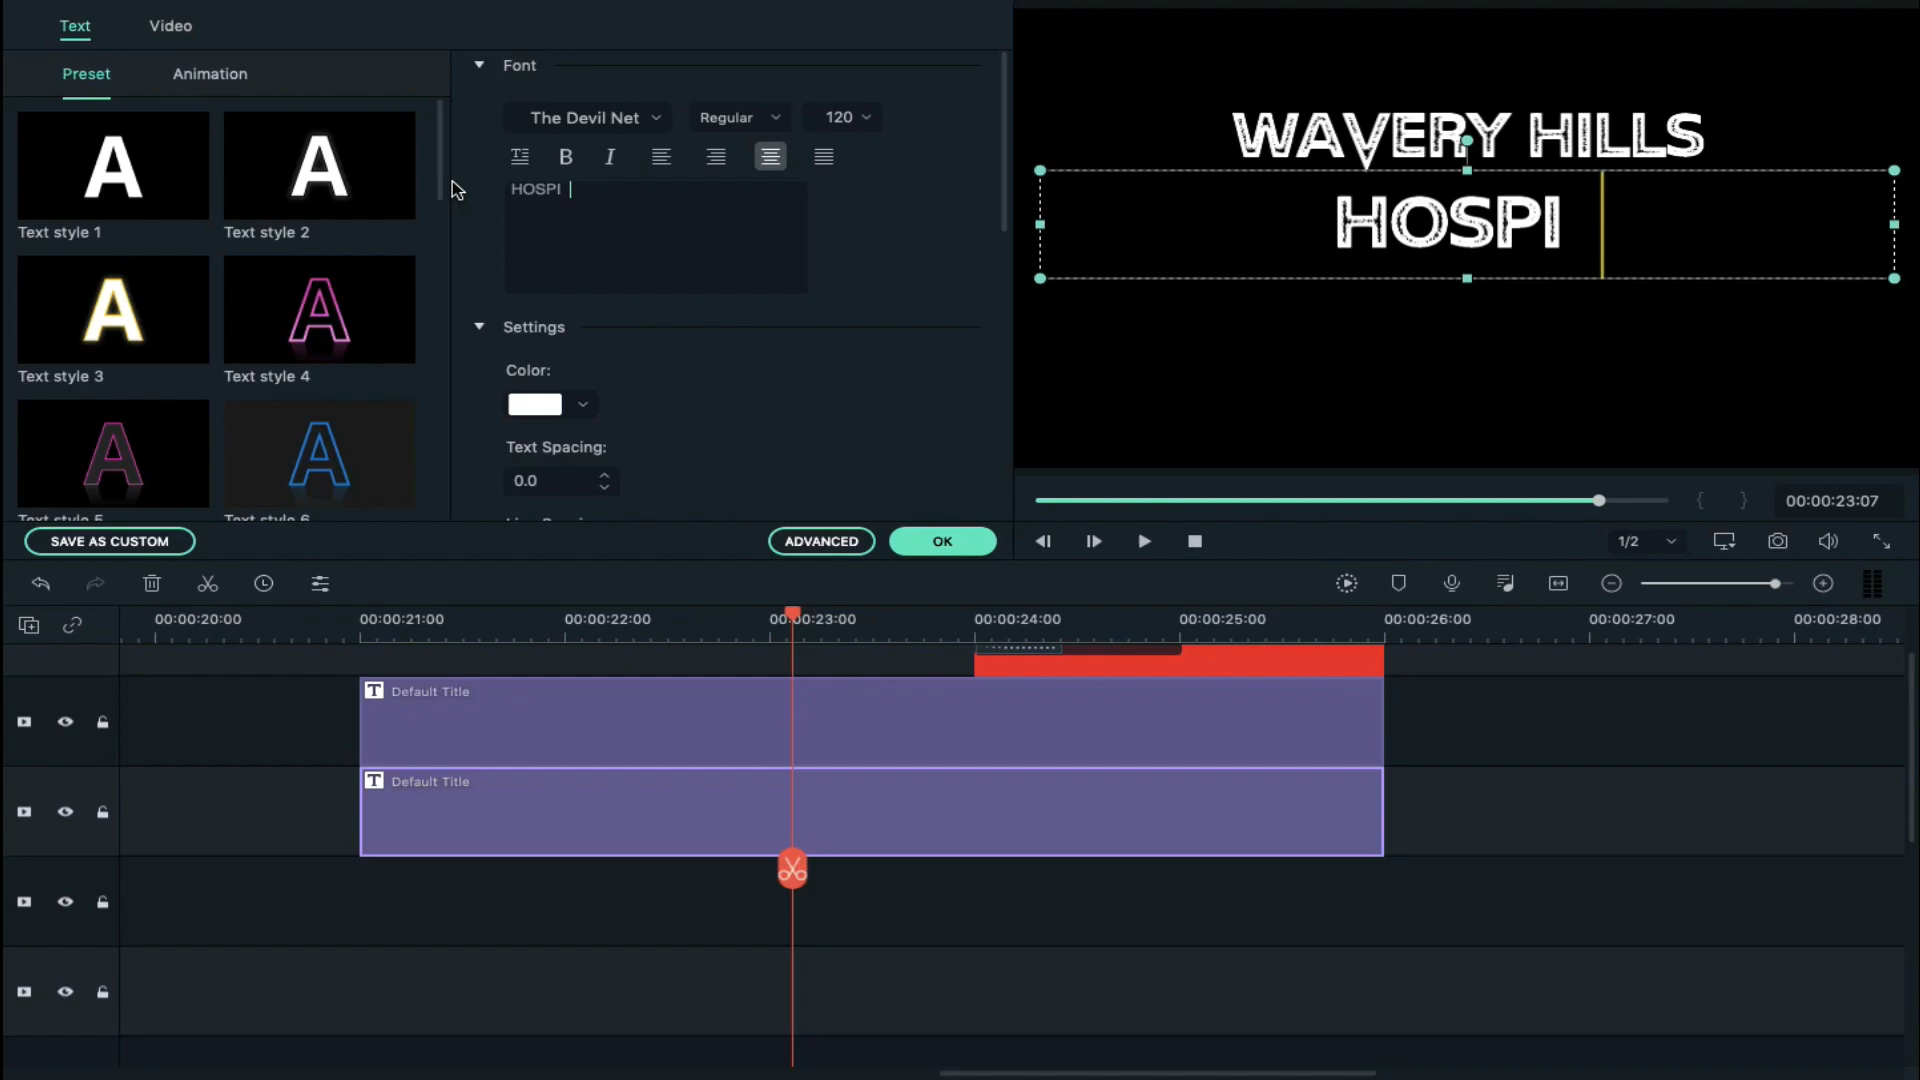 Text Video
Preset Animation
Font
The Devil Net Regular 120
B I
HOSPI
A A
Text style 1 Text style 2
A A
Text style 3 Text style 4
A A
Text style 5 Text style 6
Settings
Color:
Text Spacing:
0.0
SAVE AS CUSTOM ADVANCED OK
WAVERY HILLS
HOSPI
{ } 00:00:23:07
1/2
00:00:20:00 00:00:21:00 00:00:22:00 00:00:23:00 00:00:24:00 00:00:25:00 00:00:26:00 00:00:27:00 00:00:28:00
T Default Title
T Default Title